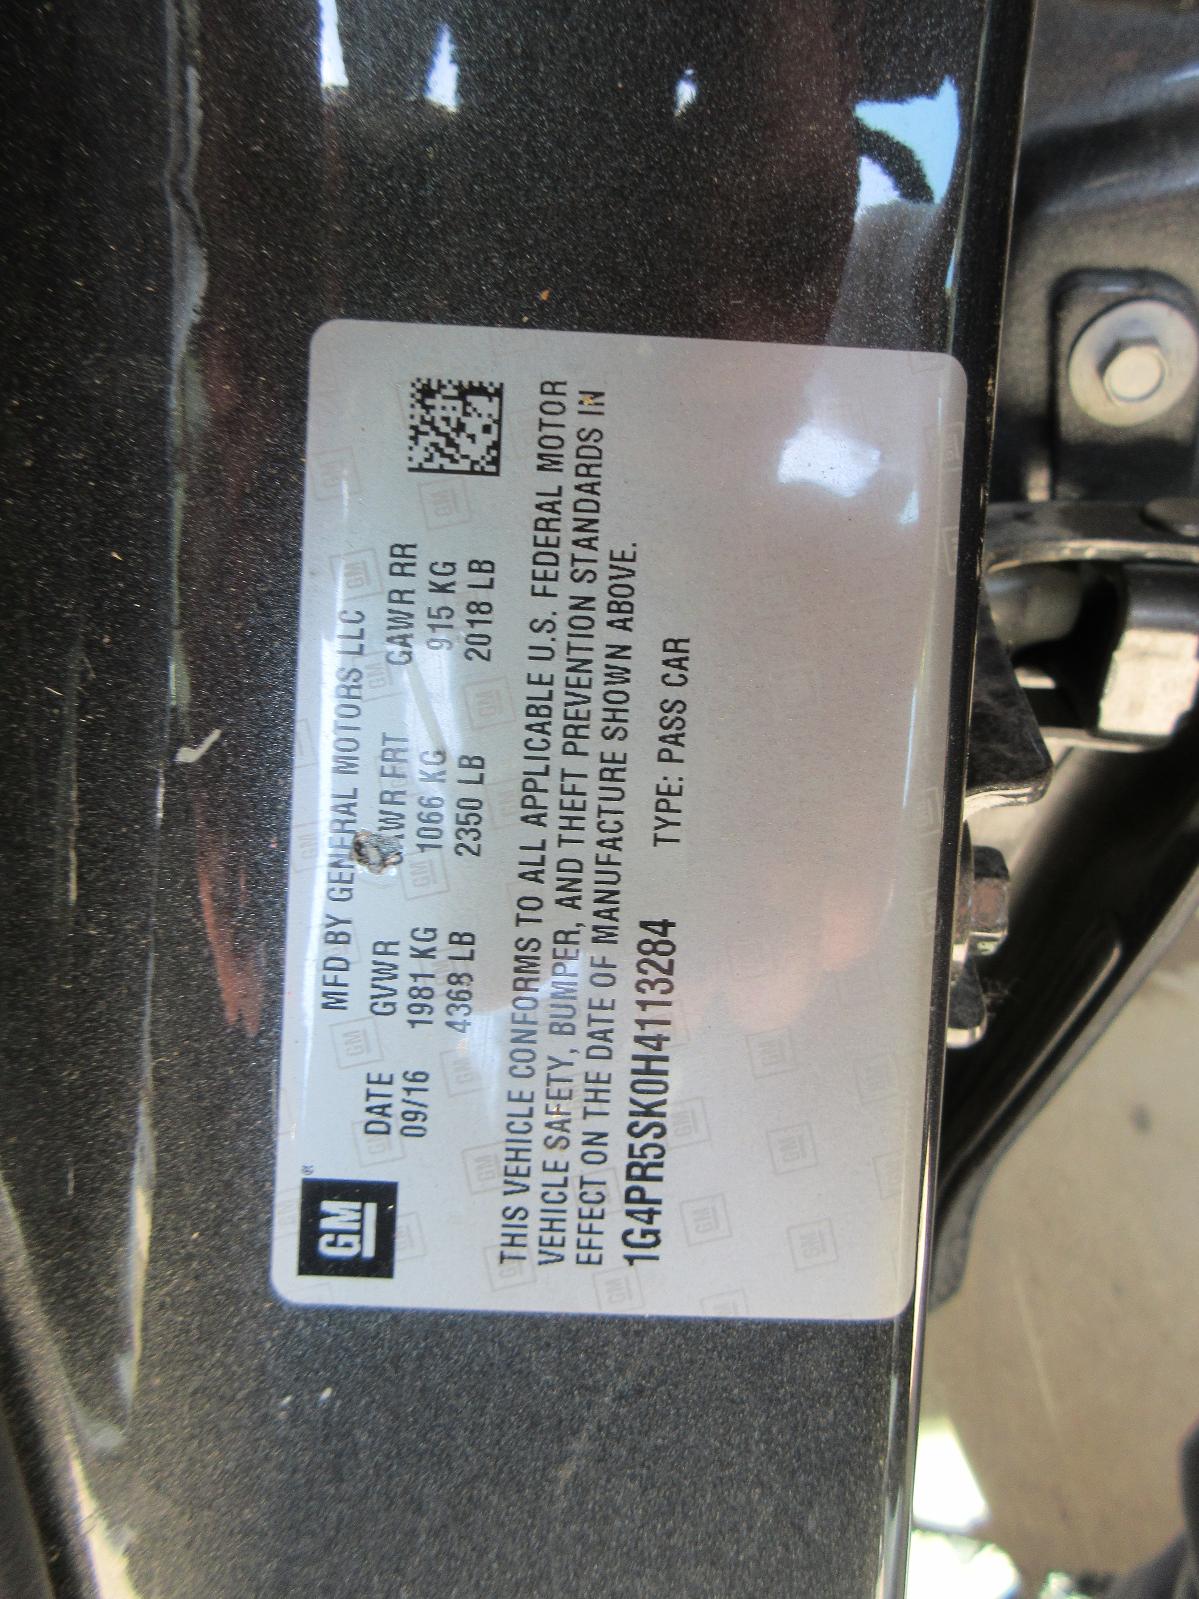 GM®
MFD BY GENERAL MOTORS LLC
DATE GVWR GAWR FRT GAWR RR
09/16 1981 KG 1066 KG 915 KG
4368 LB 2350 LB 2018 LB
THIS VEHICLE CONFORMS TO ALL APPLICABLE U.S. FEDERAL MOTOR
VEHICLE SAFETY, BUMPER, AND THEFT PREVENTION STANDARDS IN
EFFECT ON THE DATE OF MANUFACTURE SHOWN ABOVE.
1G4PR5SK0H4113284 TYPE: PASS CAR